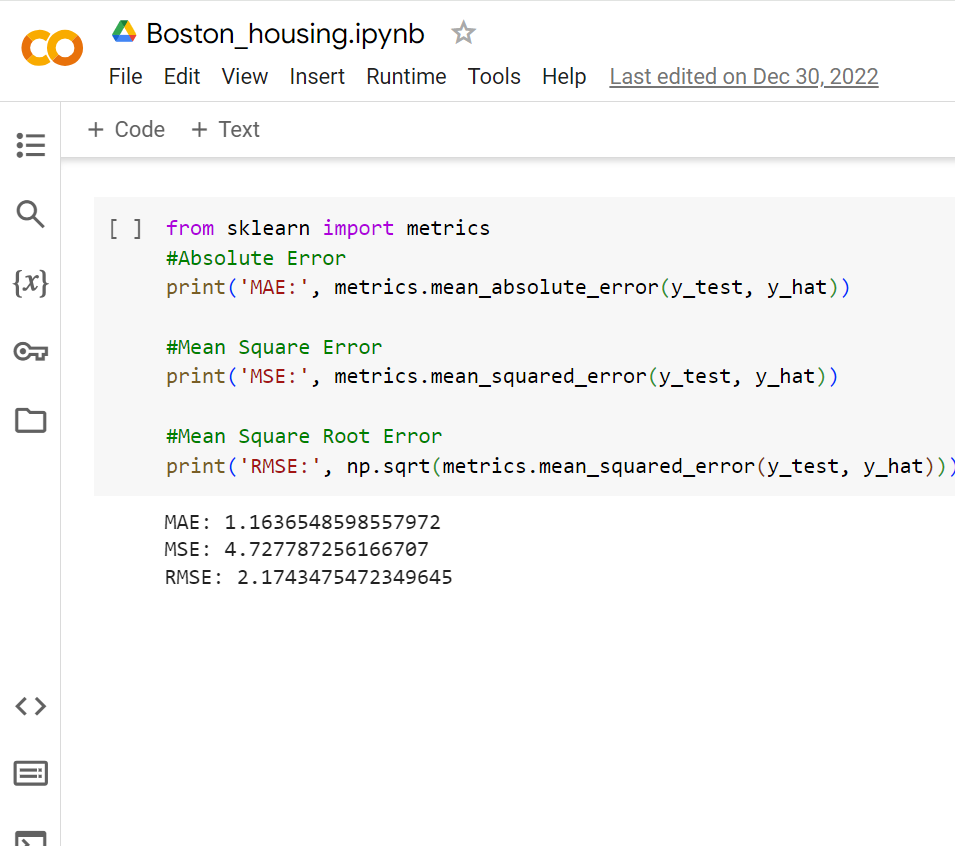 Boston_housing.ipynb
File Edit View Insert Runtime Tools Help Last edited on Dec 30, 2022
+ Code + Text
{x}
[ ] from sklearn import metrics
#Absolute Error
print('MAE:', metrics.mean_absolute_error(y_test, y_hat))
#Mean Square Error
print('MSE:', metrics.mean_squared_error(y_test, y_hat))
#Mean Square Root Error
print('RMSE:', np.sqrt(metrics.mean_squared_error(y_test, y_hat)))
MAE: 1.1636548598557972
MSE: 4.727787256166707
RMSE: 2.1743475472349645